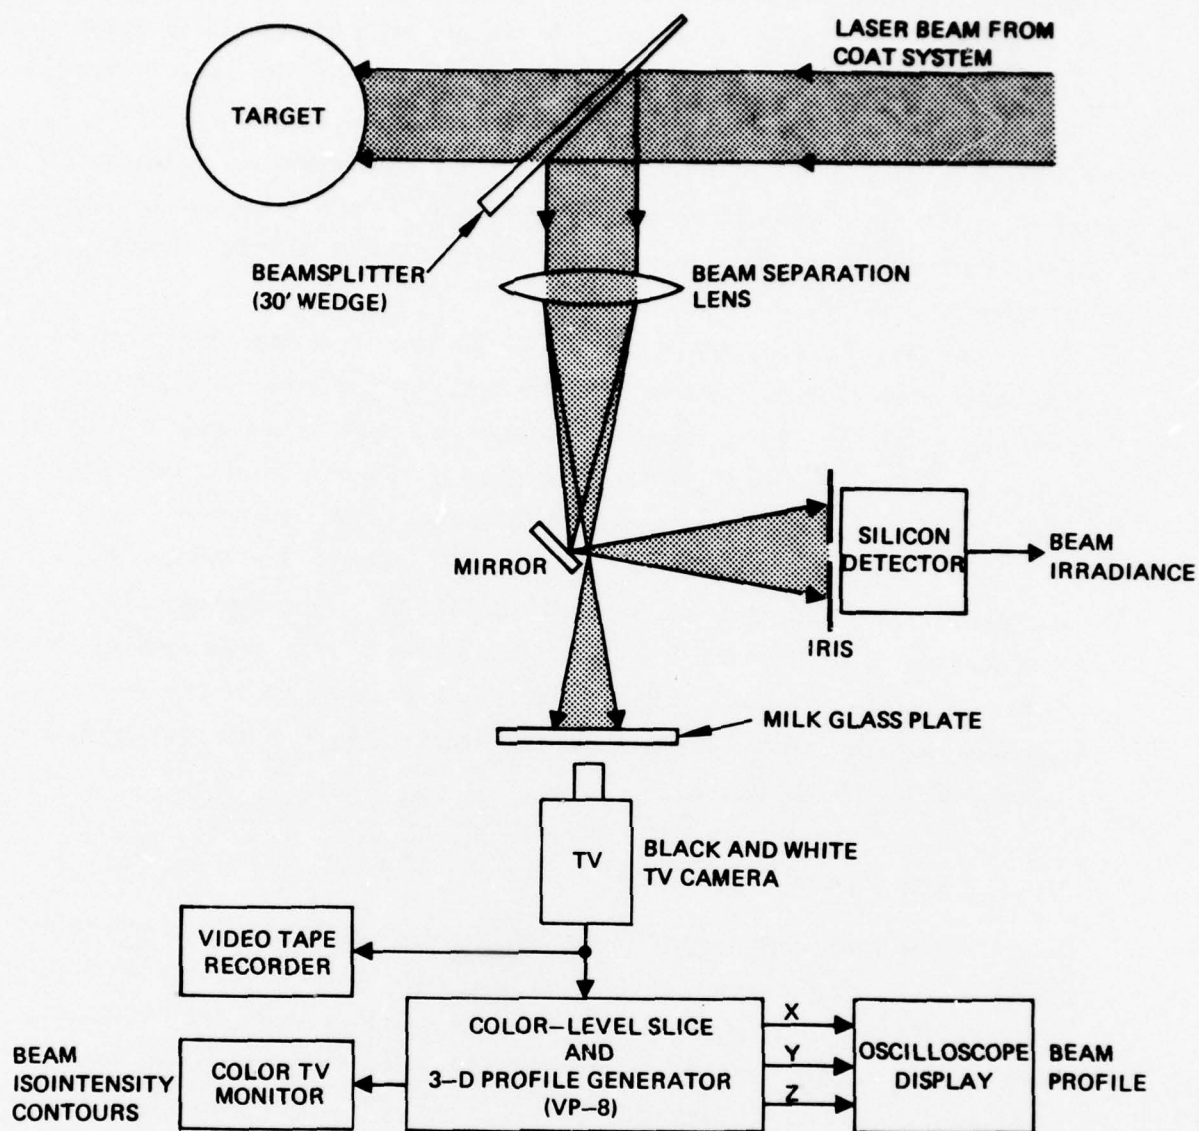 LASER BEAM FROM
COAT SYSTEM
TARGET
BEAMSPLITTER
(30' WEDGE)
BEAM SEPARATION
LENS
MIRROR
SILICON
DETECTOR
BEAM
IRRADIANCE
IRIS
MILK GLASS PLATE
TV
BLACK AND WHITE
TV CAMERA
VIDEO TAPE
RECORDER
COLOR-LEVEL SLICE
AND
3-D PROFILE GENERATOR
(VP-8)
X
Y
Z
OSCILLOSCOPE
DISPLAY
BEAM
PROFILE
BEAM
ISOINTENSITY
CONTOURS
COLOR TV
MONITOR